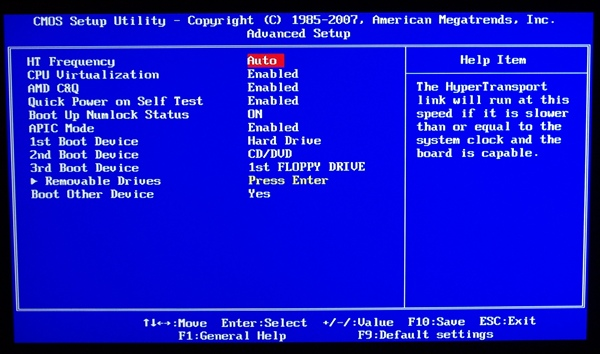 CMOS Setup Utility - Copyright (C) 1985-2007, American Megatrends, Inc.
Advanced Setup
HT Frequency Auto
CPU Virtualization Enabled
AMD C&Q Enabled
Quick Power on Self Test Enabled
Boot Up Numlock Status ON
APIC Mode Enabled
1st Boot Device Hard Drive
2nd Boot Device CD/DVD
3rd Boot Device 1st FLOPPY DRIVE
► Removable Drives Press Enter
Boot Other Device Yes
Help Item
The HyperTransport
link will run at this
speed if it is slower
than or equal to the
system clock and the
board is capable.
↑↓←→:Move Enter:Select +/-/:Value F10:Save ESC:Exit
F1:General Help F9:Default settings